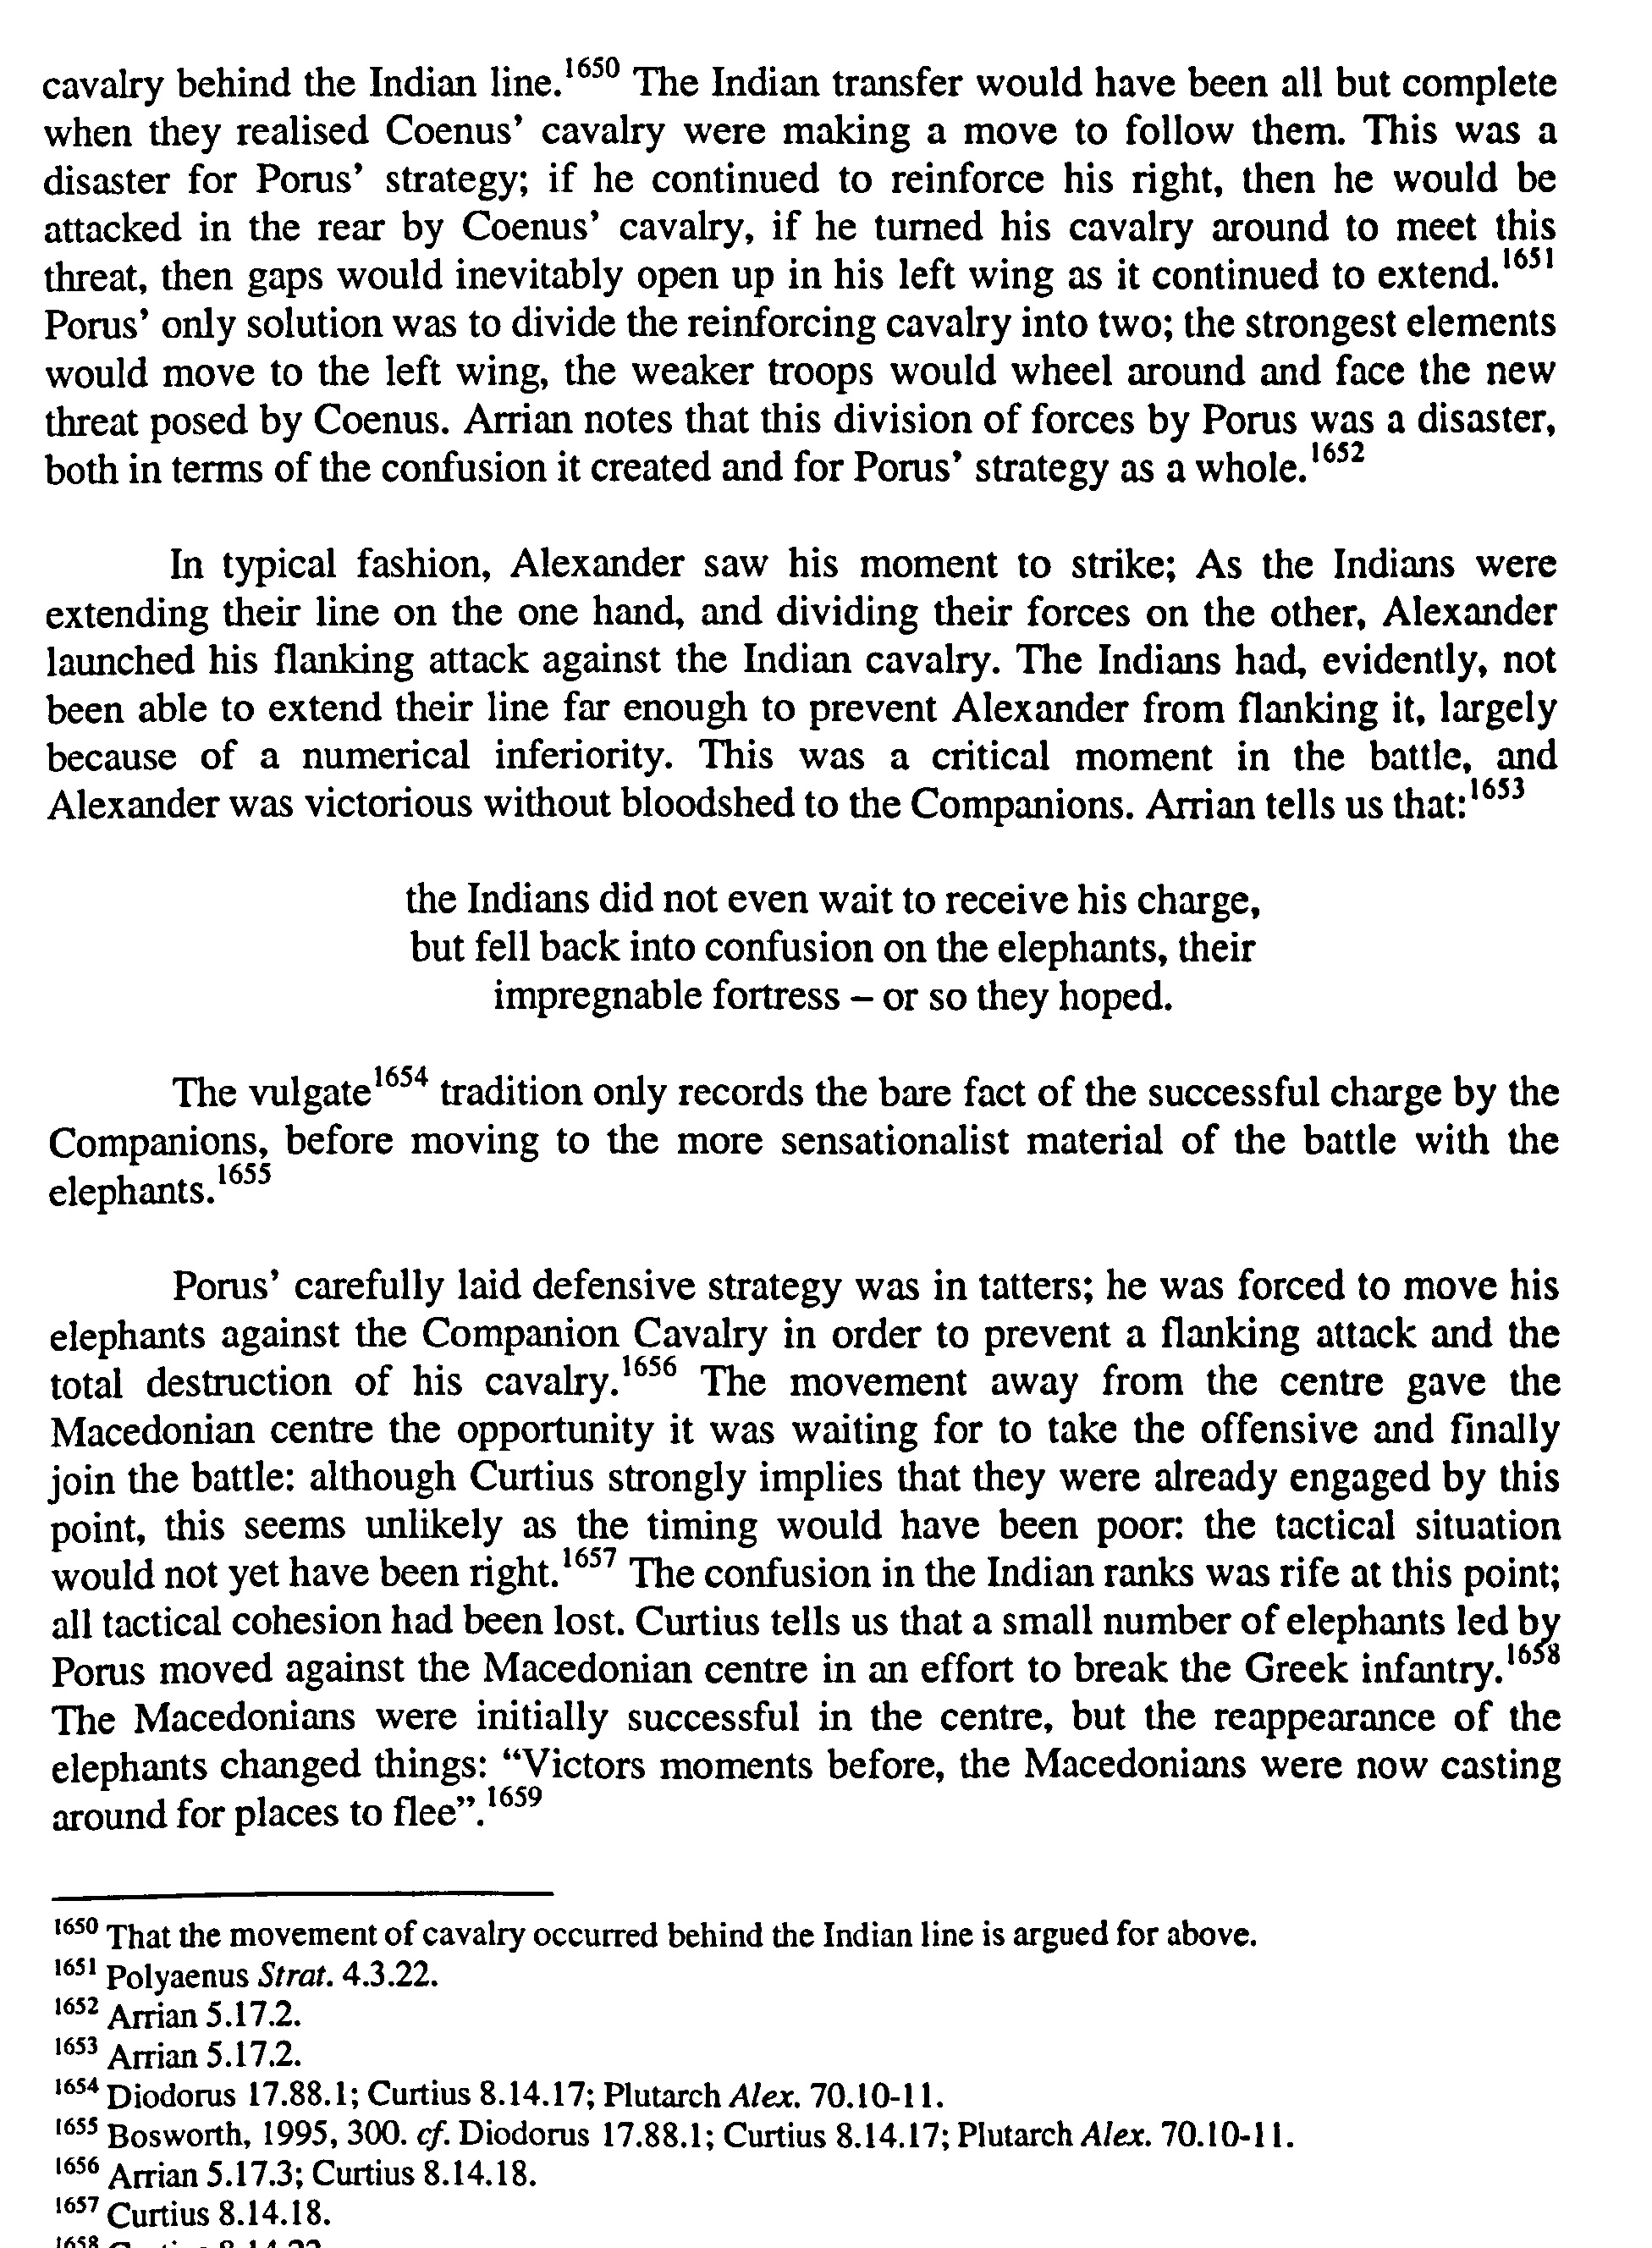 cavalry behind the Indian line.1650 The Indian transfer would have been all but complete
when they realised Coenus' cavalry were making a move to follow them. This was a
disaster for Porus' strategy; if he continued to reinforce his right, then he would be
attacked in the rear by Coenus' cavalry, if he turned his cavalry around to meet this
threat, then gaps would inevitably open up in his left wing as it continued to extend.1651
Porus' only solution was to divide the reinforcing cavalry into two; the strongest elements
would move to the left wing, the weaker troops would wheel around and face the new
threat posed by Coenus. Arrian notes that this division of forces by Porus was a disaster,
both in terms of the confusion it created and for Porus' strategy as a whole.1652
In typical fashion, Alexander saw his moment to strike; As the Indians were
extending their line on the one hand, and dividing their forces on the other, Alexander
launched his flanking attack against the Indian cavalry. The Indians had, evidently, not
been able to extend their line far enough to prevent Alexander from flanking it, largely
because of a numerical inferiority. This was a critical moment in the battle, and
Alexander was victorious without bloodshed to the Companions. Arrian tells us that:1653
the Indians did not even wait to receive his charge,
but fell back into confusion on the elephants, their
impregnable fortress – or so they hoped.
The vulgate1654 tradition only records the bare fact of the successful charge by the
Companions, before moving to the more sensationalist material of the battle with the
elephants.1655
Porus' carefully laid defensive strategy was in tatters; he was forced to move his
elephants against the Companion Cavalry in order to prevent a flanking attack and the
total destruction of his cavalry.1656 The movement away from the centre gave the
Macedonian centre the opportunity it was waiting for to take the offensive and finally
join the battle: although Curtius strongly implies that they were already engaged by this
point, this seems unlikely as the timing would have been poor: the tactical situation
would not yet have been right.1657 The confusion in the Indian ranks was rife at this point;
all tactical cohesion had been lost. Curtius tells us that a small number of elephants led by
Porus moved against the Macedonian centre in an effort to break the Greek infantry.1658
The Macedonians were initially successful in the centre, but the reappearance of the
elephants changed things: "Victors moments before, the Macedonians were now casting
around for places to flee".1659
1650 That the movement of cavalry occurred behind the Indian line is argued for above.
1651 Polyaenus Strat. 4.3.22.
1652 Arrian 5.17.2.
1653 Arrian 5.17.2.
1654 Diodorus 17.88.1; Curtius 8.14.17; Plutarch Alex. 70.10-11.
1655 Bosworth, 1995, 300. cf. Diodorus 17.88.1; Curtius 8.14.17; Plutarch Alex. 70.10-11.
1656 Arrian 5.17.3; Curtius 8.14.18.
1657 Curtius 8.14.18.
1658